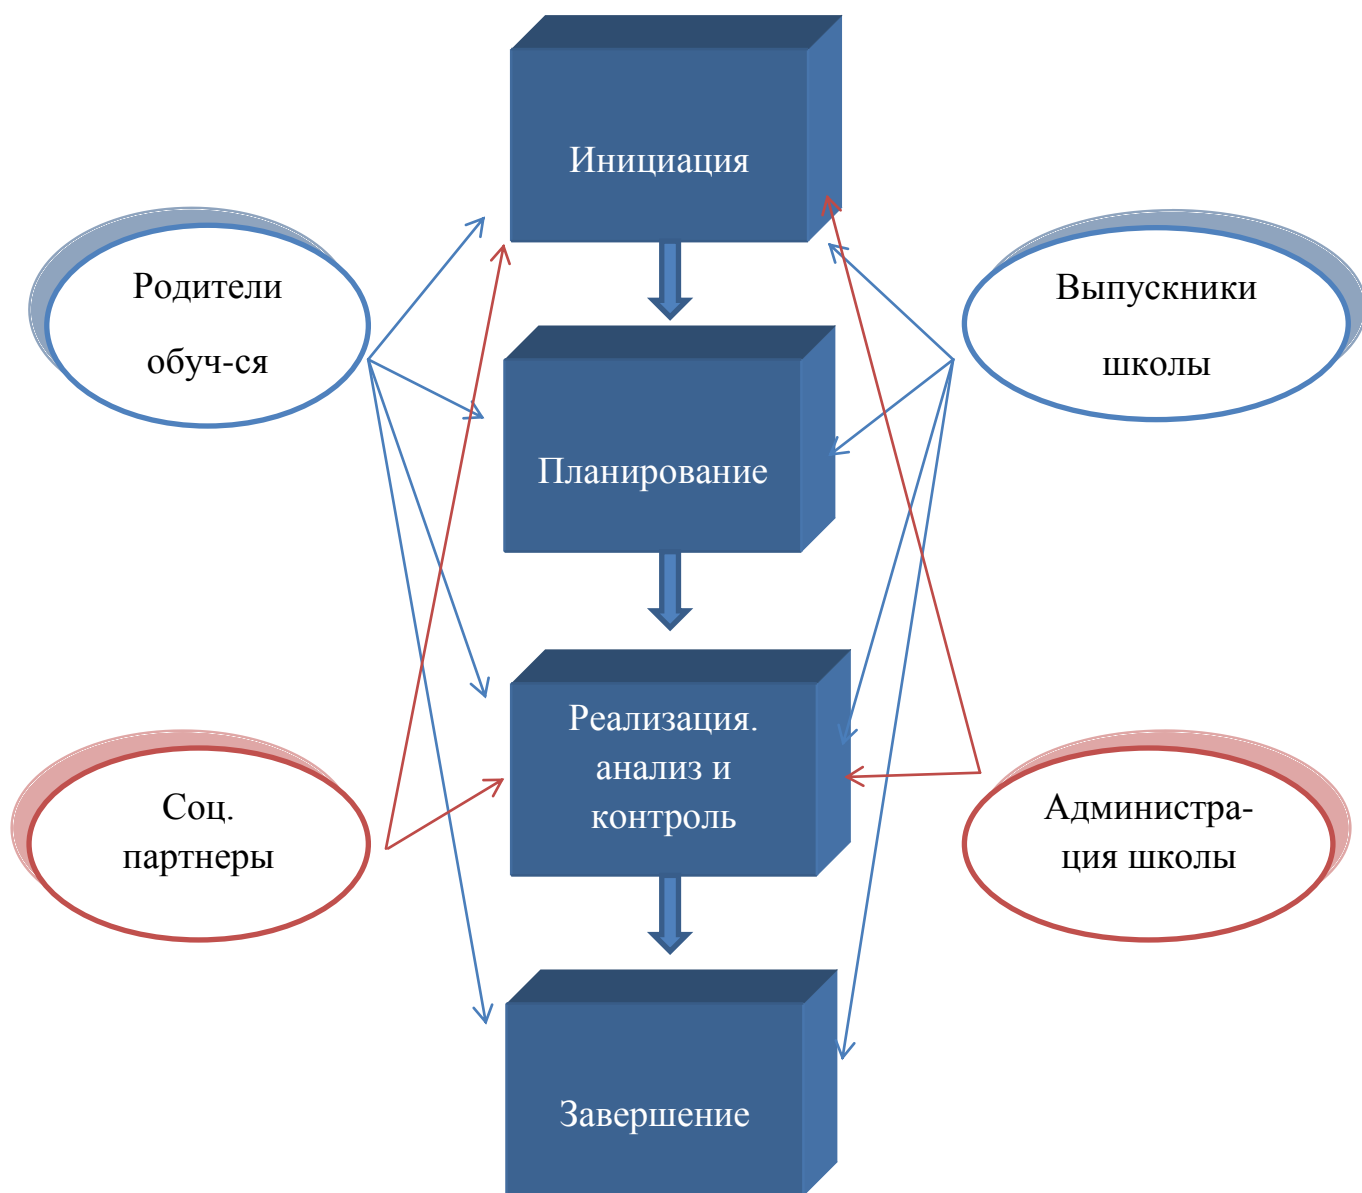 Инициация
Родители
обуч-ся
Выпускники
школы
Планирование
Реализация.
анализ и
контроль
Соц.
партнеры
Администра-
ция школы
Завершение